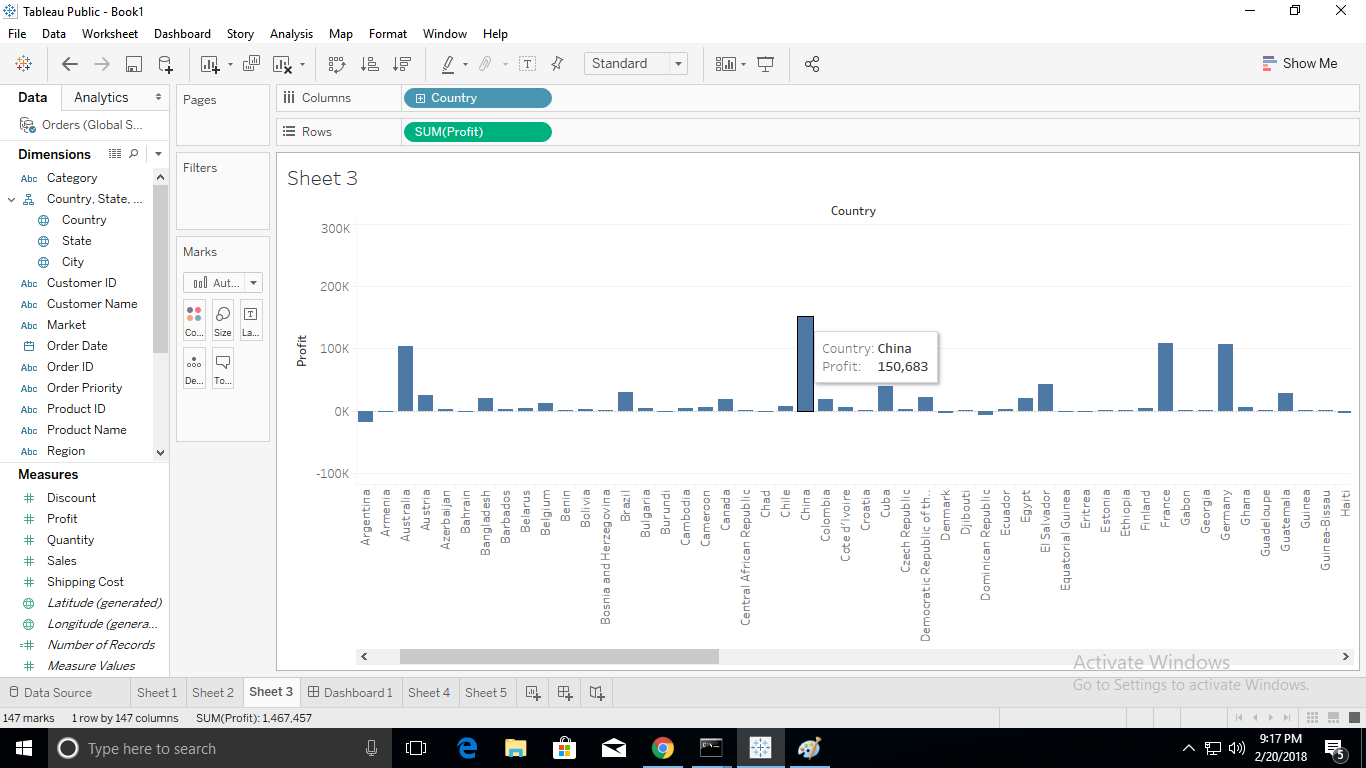 Tableau Public - Book1
File Data Worksheet Dashboard Story Analysis Map Format Window Help
Standard
Show Me
Data Analytics
Orders (Global S...
Dimensions
Abc Category
Country, State, ...
Country
State
City
Abc Customer ID
Abc Customer Name
Abc Market
Order Date
Abc Order ID
Abc Order Priority
Abc Product ID
Abc Product Name
Abc Region
Measures
Discount
Profit
Quantity
Sales
Shipping Cost
Latitude (generated)
Longitude (genera...
Number of Records
Measure Values
Pages
Filters
Marks
Aut...
Co... Size La...
De... To...
Columns Country
Rows SUM(Profit)
Sheet 3
Country
300K
200K
100K
0K
-100K
Profit
Country: China
Profit: 150,683
Argentina
Armenia
Australia
Austria
Azerbaijan
Bahrain
Bangladesh
Barbados
Belarus
Belgium
Benin
Bolivia
Bosnia and Herzegovina
Brazil
Bulgaria
Burundi
Cambodia
Cameroon
Canada
Central African Republic
Chad
Chile
China
Colombia
Cote d'Ivoire
Croatia
Cuba
Czech Republic
Democratic Republic of th..
Denmark
Djibouti
Dominican Republic
Ecuador
Egypt
El Salvador
Equatorial Guinea
Eritrea
Estonia
Ethiopia
Finland
France
Gabon
Georgia
Germany
Ghana
Guadeloupe
Guatemala
Guinea
Guinea-Bissau
Haiti
Activate Windows
Go to Settings to activate Windows.
Data Source Sheet 1 Sheet 2 Sheet 3 Dashboard 1 Sheet 4 Sheet 5
147 marks 1 row by 147 columns SUM(Profit): 1,467,457
Type here to search
9:17 PM
2/20/2018
5